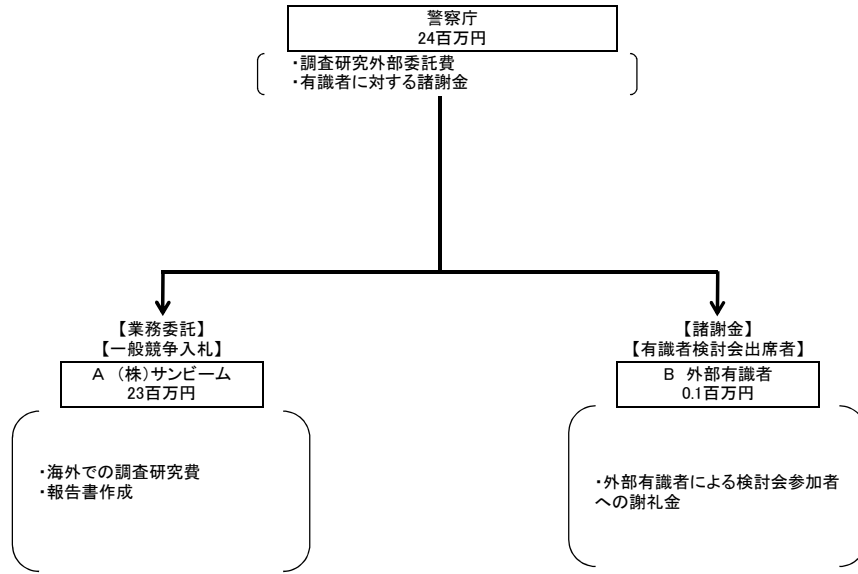 警察庁
24百万円
・調査研究外部委託費
・有識者に対する諸謝金
【業務委託】
【一般競争入札】
A （株）サンビーム
23百万円
・海外での調査研究費
・報告書作成
【諸謝金】
【有識者検討会出席者】
B 外部有識者
0.1百万円
・外部有識者による検討会参加者
への謝礼金